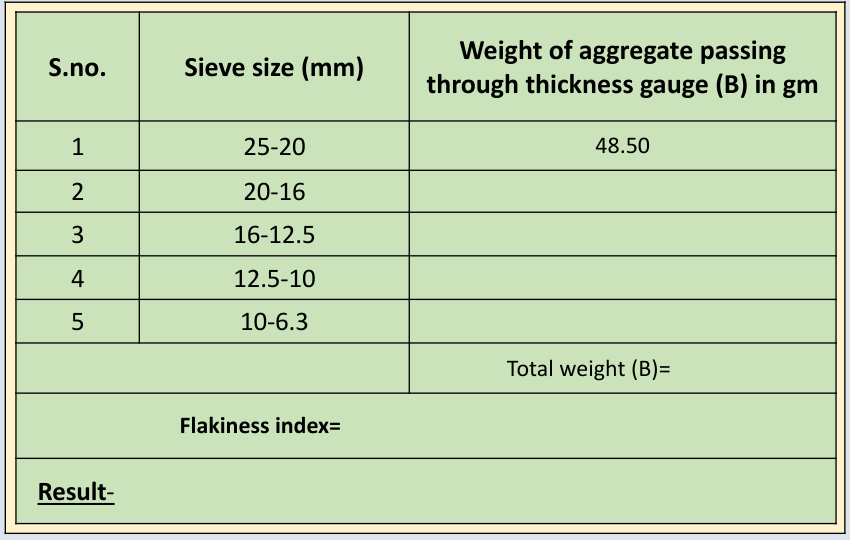 S.no. Sieve size (mm) Weight of aggregate passing
through thickness gauge (B) in gm
1 25-20 48.50
2 20-16
3 16-12.5
4 12.5-10
5 10-6.3
Total weight (B)=
Flakiness index=
Result-